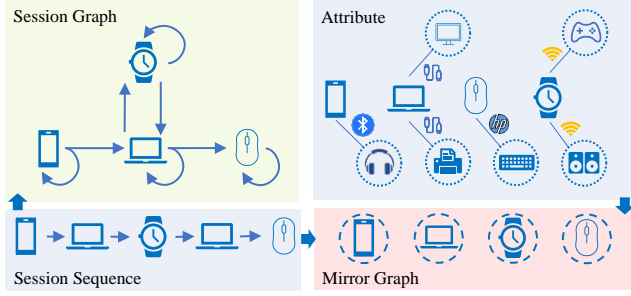 Session Graph
Attribute
hp
Session Sequence
Mirror Graph